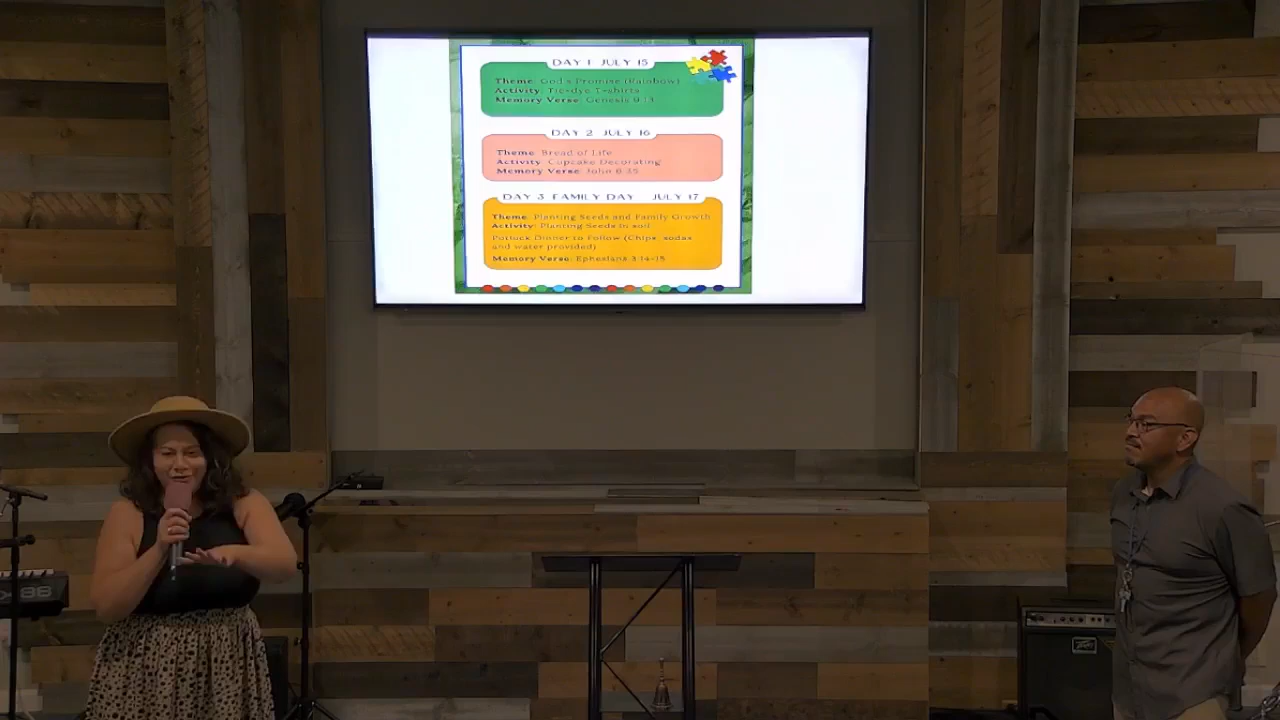 DAY 1 JULY 15
Theme: God's Promise (Rainbow)
Activity: Tie-dye T-shirts
Memory Verse: Genesis 9:13
DAY 2 JULY 16
Theme: Bread of Life
Activity: Cupcake Decorating
Memory Verse: John 6:35
DAY 3 FAMILY DAY JULY 17
Theme: Planting Seeds and Family Growth
Activity: Planting Seeds in soil
Potluck Dinner to Follow (Chips, sodas
and water provided)
Memory Verse: Ephesians 3:14-19
88
PEAVEY